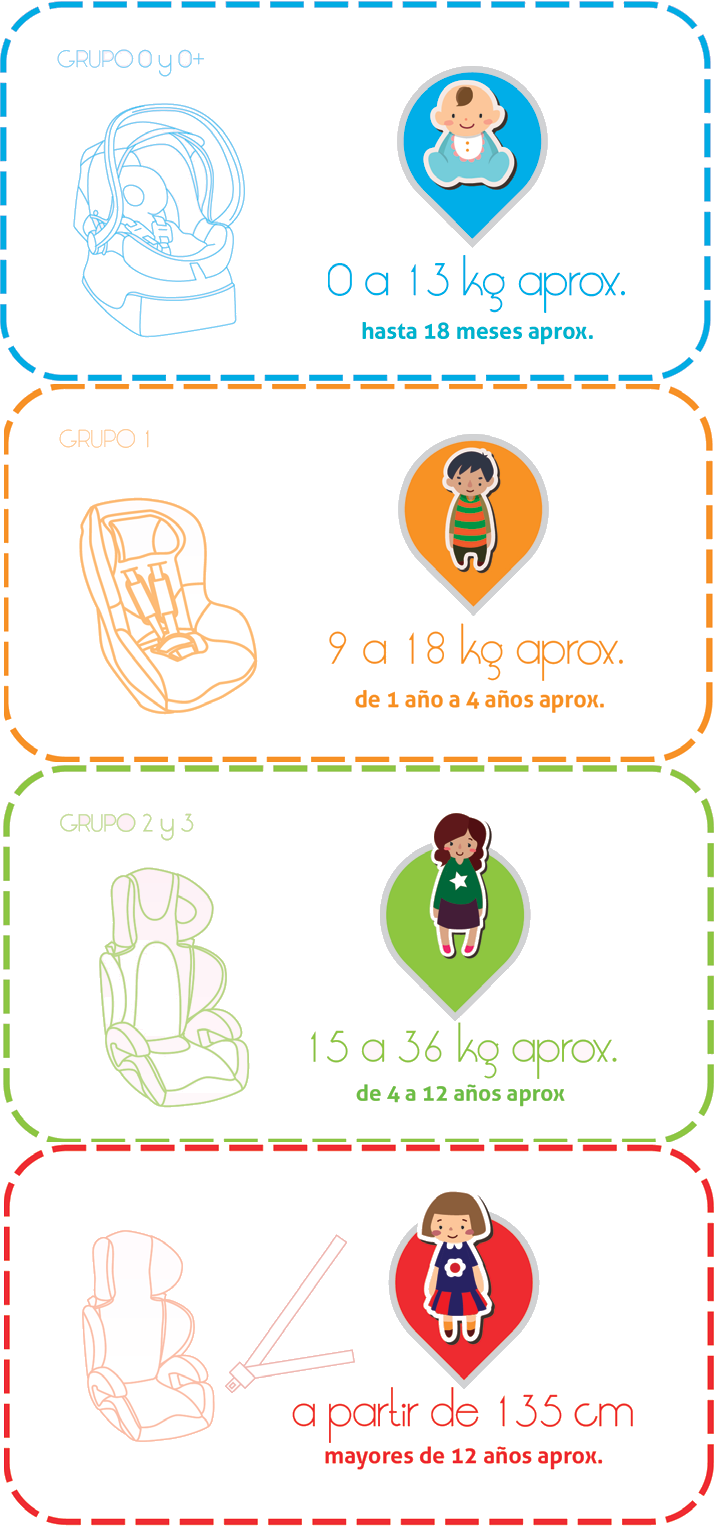 GRUPO 0 y 0+
0 a 13 kg aprox.
hasta 18 meses aprox.
GRUPO 1
9 a 18 kg aprox.
de 1 año a 4 años aprox.
GRUPO 2 y 3
15 a 36 kg aprox.
de 4 a 12 años aprox
a partir de 135 cm
mayores de 12 años aprox.